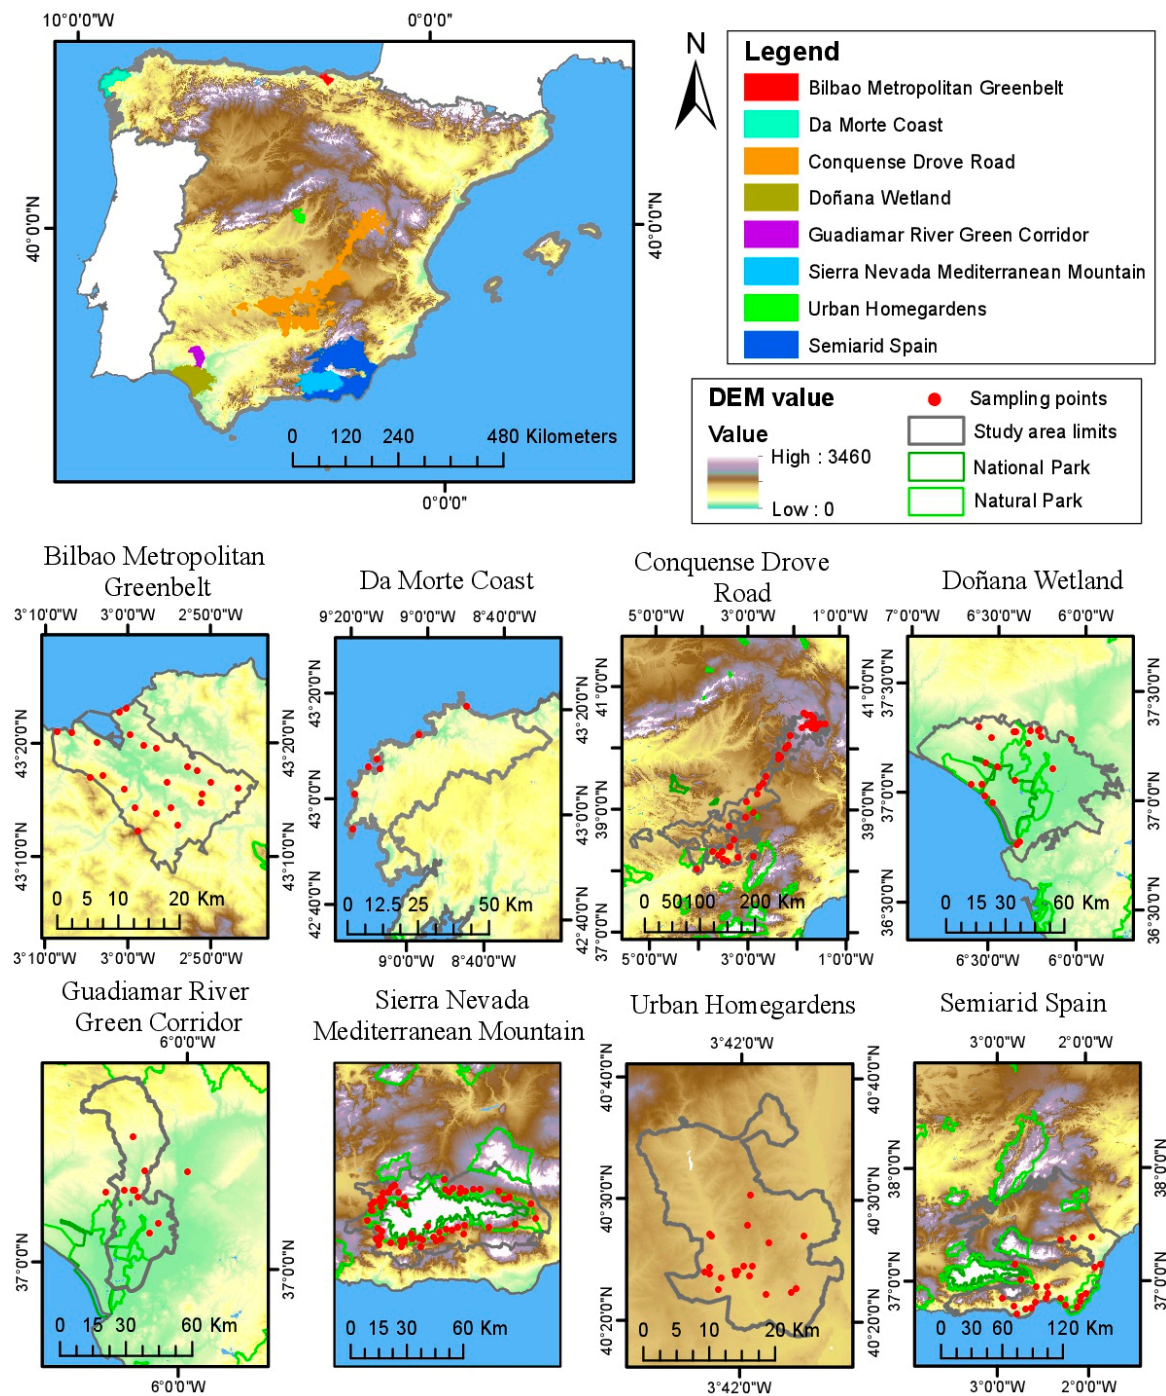 10°0'0"W
0°0'0"
40°0'0"N
40°0'0"N
0°0'0"
0 120 240 480 Kilometers
N
Legend
Bilbao Metropolitan Greenbelt
Da Morte Coast
Conquense Drove Road
Doñana Wetland
Guadiamar River Green Corridor
Sierra Nevada Mediterranean Mountain
Urban Homegardens
Semiarid Spain
DEM value
Value
High : 3460
Low : 0
Sampling points
Study area limits
National Park
Natural Park
Bilbao Metropolitan
Greenbelt
3°10'0"W 3°0'0"W 2°50'0"W
43°20'0"N
43°10'0"N
0 5 10 20 Km
3°10'0"W 3°0'0"W 2°50'0"W
Da Morte Coast
9°20'0"W 9°0'0"W 8°40'0"W
43°20'0"N
43°0'0"N
42°40'0"N
43°20'0"N
43°0'0"N
42°40'0"N
0 12.5 25 50 Km
9°0'0"W 8°40'0"W
Conquense Drove
Road
5°0'0"W 3°0'0"W 1°0'0"W
41°0'0"N
39°0'0"N
37°0'0"N
41°0'0"N
39°0'0"N
37°0'0"N
0 50 100 200 Km
5°0'0"W 3°0'0"W 1°0'0"W
Doñana Wetland
7°0'0"W 6°30'0"W 6°0'0"W
37°30'0"N
37°0'0"N
36°30'0"N
37°30'0"N
37°0'0"N
36°30'0"N
0 15 30 60 Km
6°30'0"W 6°0'0"W
Guadiamar River
Green Corridor
6°0'0"W
37°0'0"N
37°0'0"N
0 15 30 60 Km
6°0'0"W
Sierra Nevada
Mediterranean Mountain
0 15 30 60 Km
Urban Homegardens
3°42'0"W
40°40'0"N
40°30'0"N
40°20'0"N
40°40'0"N
40°30'0"N
40°20'0"N
0 5 10 20 Km
3°42'0"W
Semiarid Spain
3°0'0"W 2°0'0"W
38°0'0"N
37°0'0"N
38°0'0"N
37°0'0"N
0 30 60 120 Km
3°0'0"W 2°0'0"W